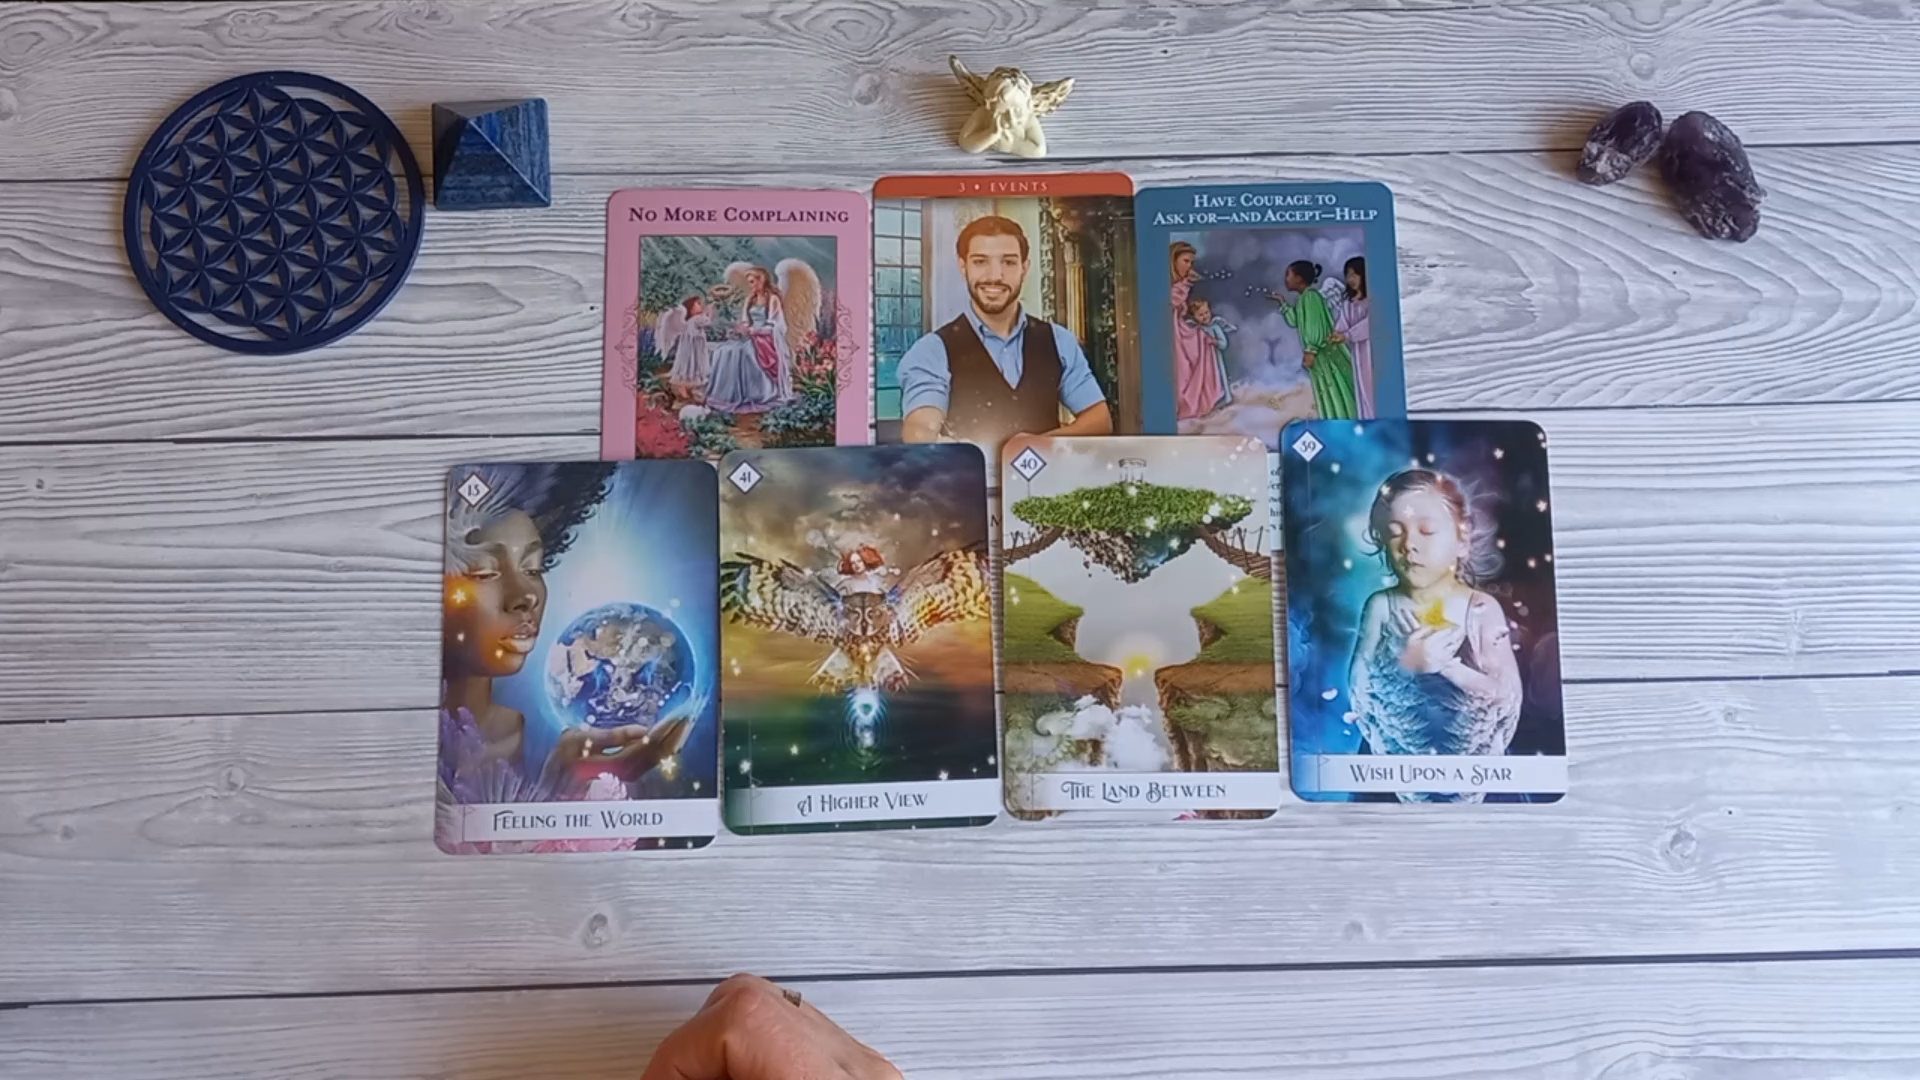 No More Complaining
3 • EVENTS
Have Courage to
Ask for—and Accept—Help
13
Feeling the World
41
A Higher View
40
The Land Between
39
Wish Upon a Star